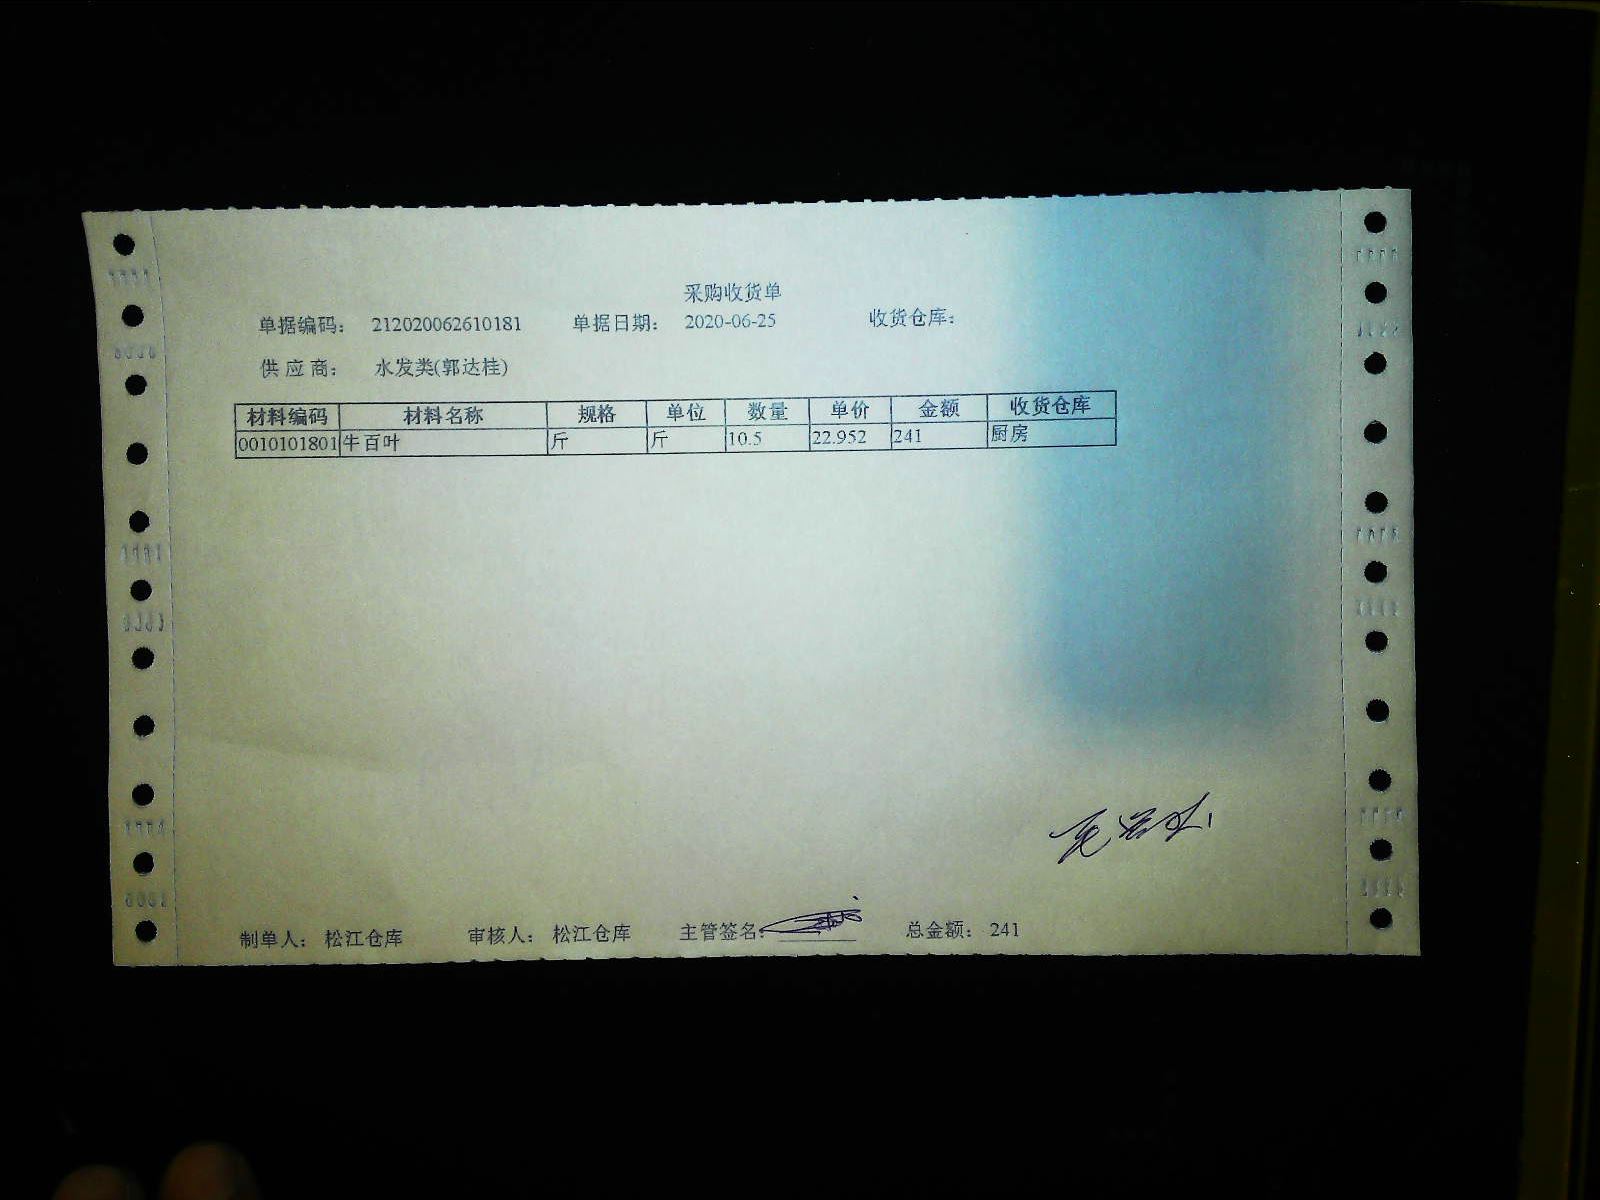 采购收货单
单据编码： 212020062610181 单据日期： 2020-06-25 收货仓库：
供应商： 水发类(郭达桂)
材料编码 材料名称 规格 单位 数量 单价 金额 收货仓库
0010101801 牛百叶 斤 斤 10.5 22.952 241 厨房
制单人： 松江仓库 审核人： 松江仓库 主管签名： 总金额： 241